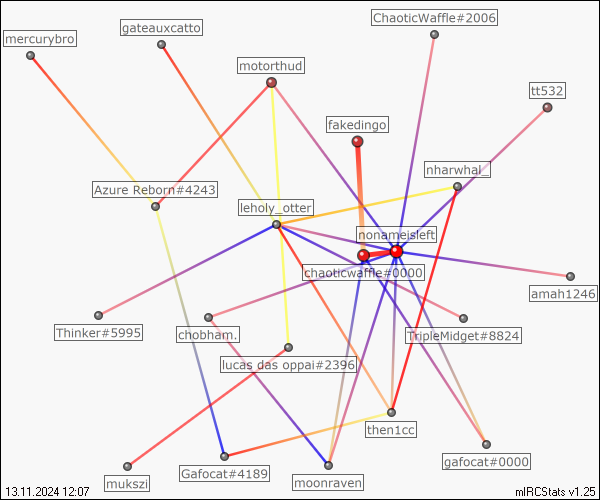 ChaoticWaffle#2006
gateauxcatto
mercurybro
motorthud
tt532
fakedingo
nharwhal_
Azure Reborn#4243
leholy_otter
nonameisleft
chaoticwaffle#0000
amah1246
Thinker#5995
chobham.
TripleMidget#8824
lucas das oppai#2396
then1cc
gafocat#0000
Gafocat#4189
mukszi
moonraven
13.11.2024 12:07
mIRCStats v1.25